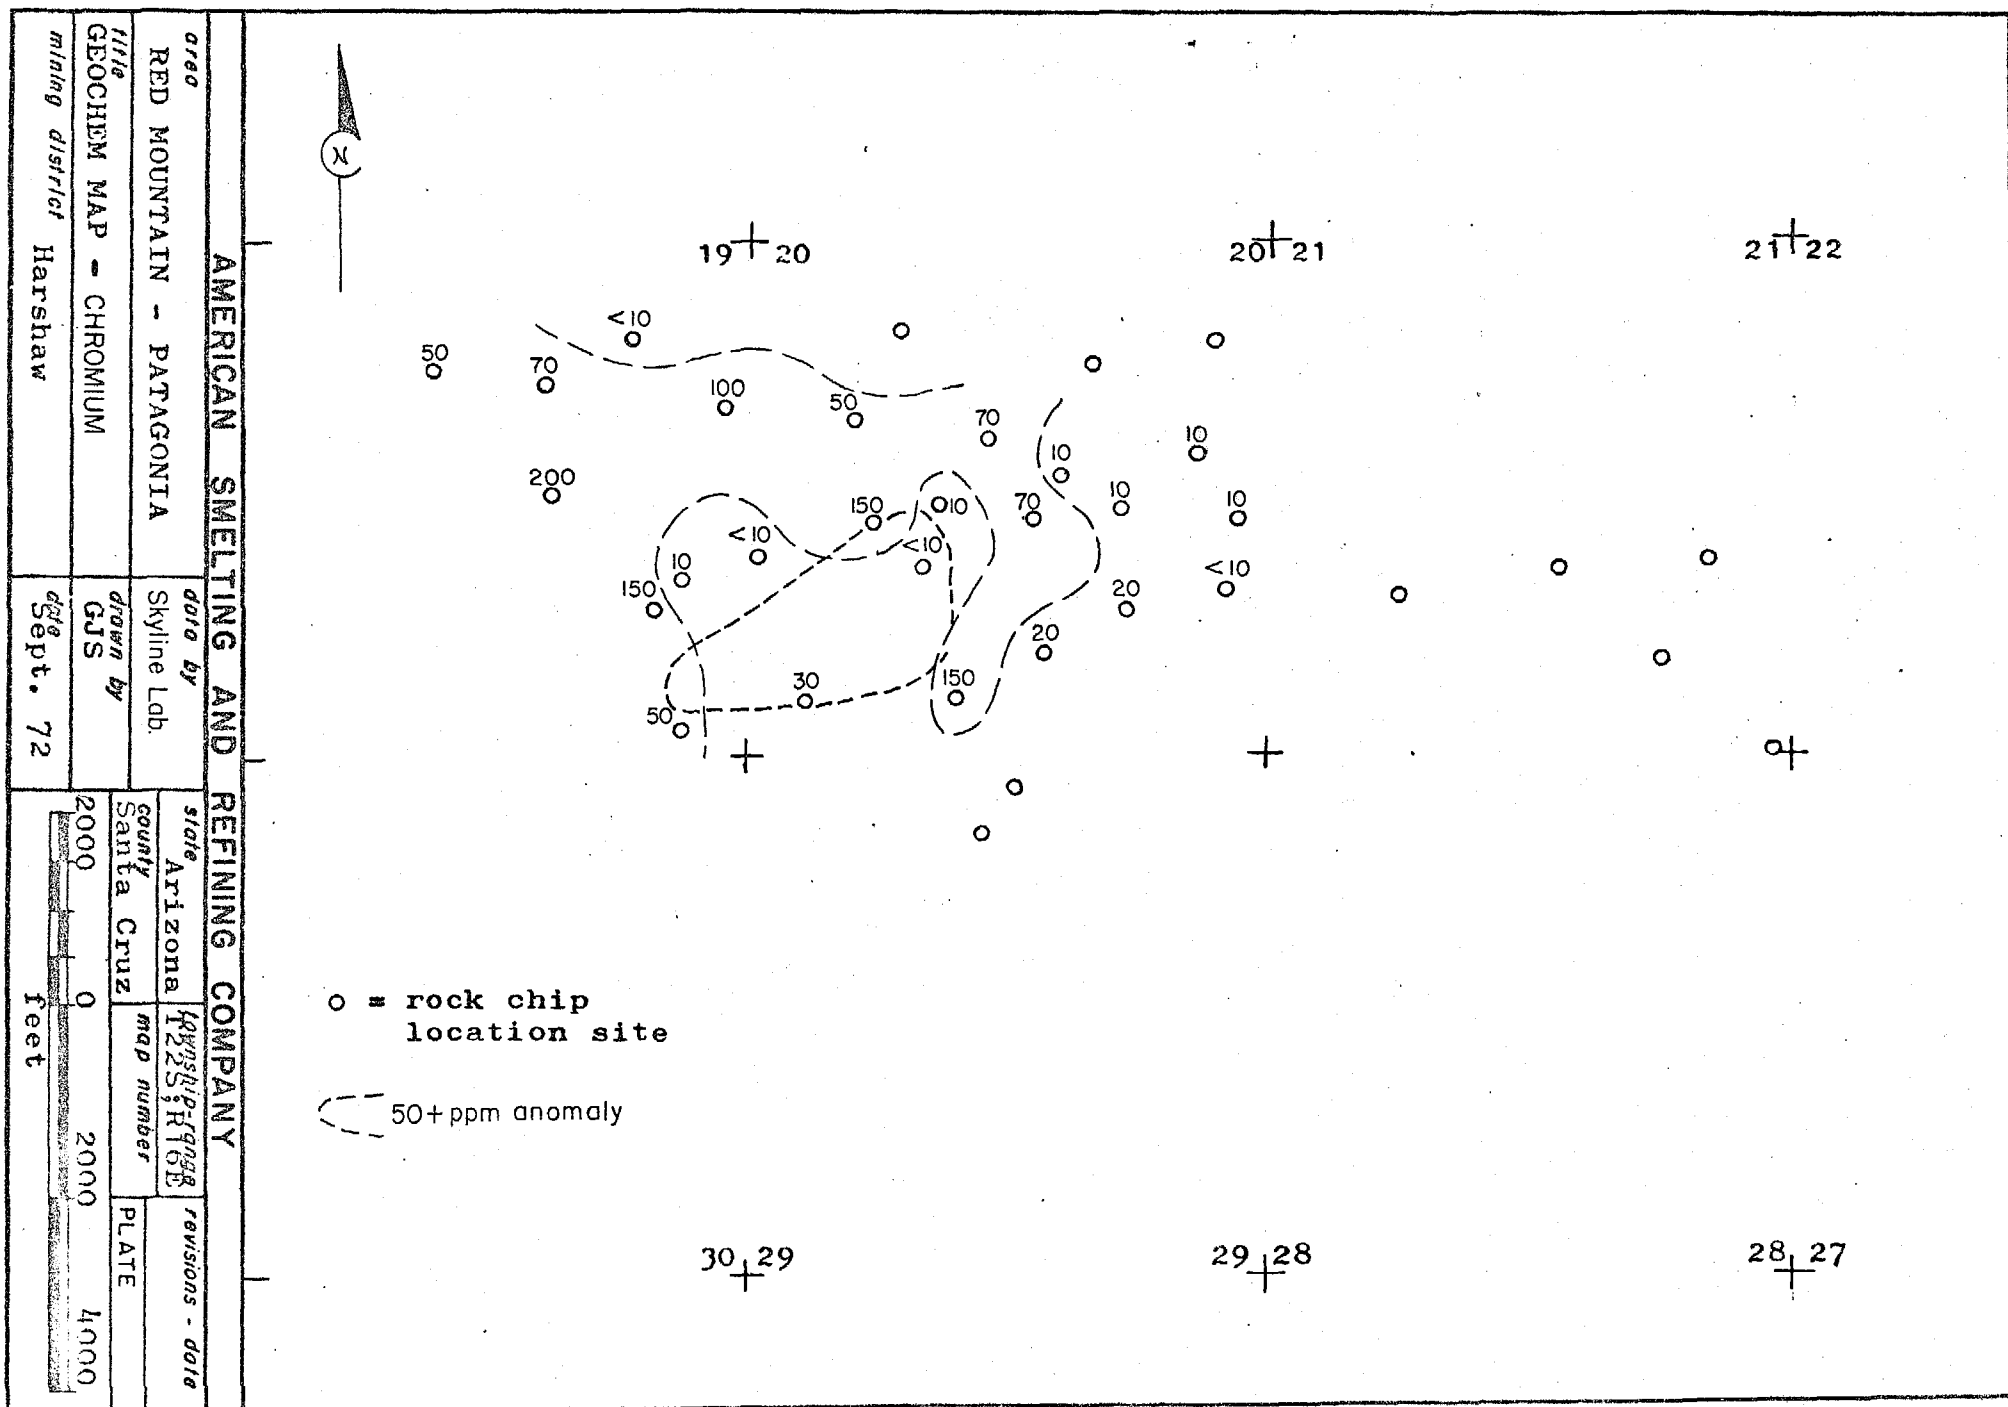 AMERICAN SMELTING AND REFINING COMPANY
area
RED MOUNTAIN - PATAGONIA
title
GEOCHEM MAP - CHROMIUM
mining district Harshaw
data by
Skyline Lab.
drawn by
GJS
date
Sept. 72
state
Arizona
county
Santa Cruz
township-range
T22S, R16E
map number
revisions - date
PLATE
2000 0 2000 4000
feet
N
19 20
20 21
21 22
<10
50
70
100
50
70
10
10
200
150
10
70
10
10
<10
<10
10
150
20
<10
20
30
150
50
o = rock chip
location site
50+ppm anomaly
30 29
29 28
28 27